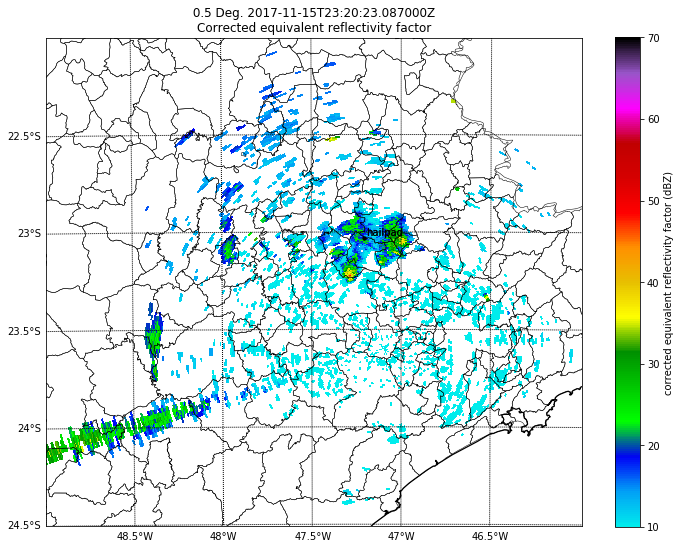 0.5 Deg. 2017-11-15T23:20:23.087000Z
Corrected equivalent reflectivity factor
70
60
50
40
30
20
10
corrected equivalent reflectivity factor (dBZ)
22.5°S
23°S
23.5°S
24°S
24.5°S
48.5°W
48°W
47.5°W
47°W
46.5°W